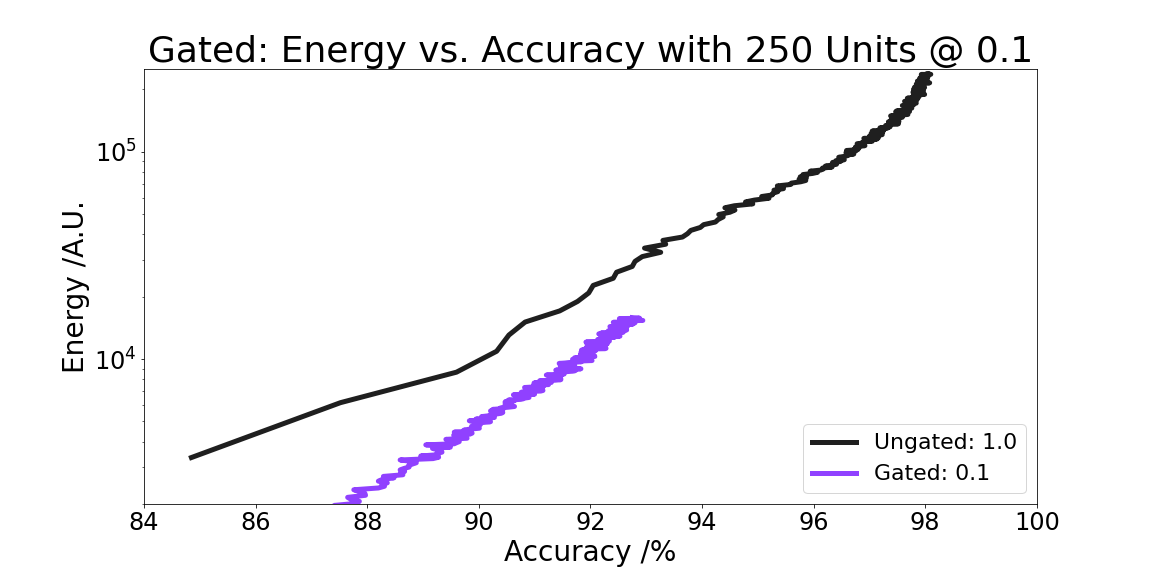 Gated: Energy vs. Accuracy with 250 Units @ 0.1
Energy /A.U.
10^5
10^4
Ungated: 1.0
Gated: 0.1
84 86 88 90 92 94 96 98 100
Accuracy /%